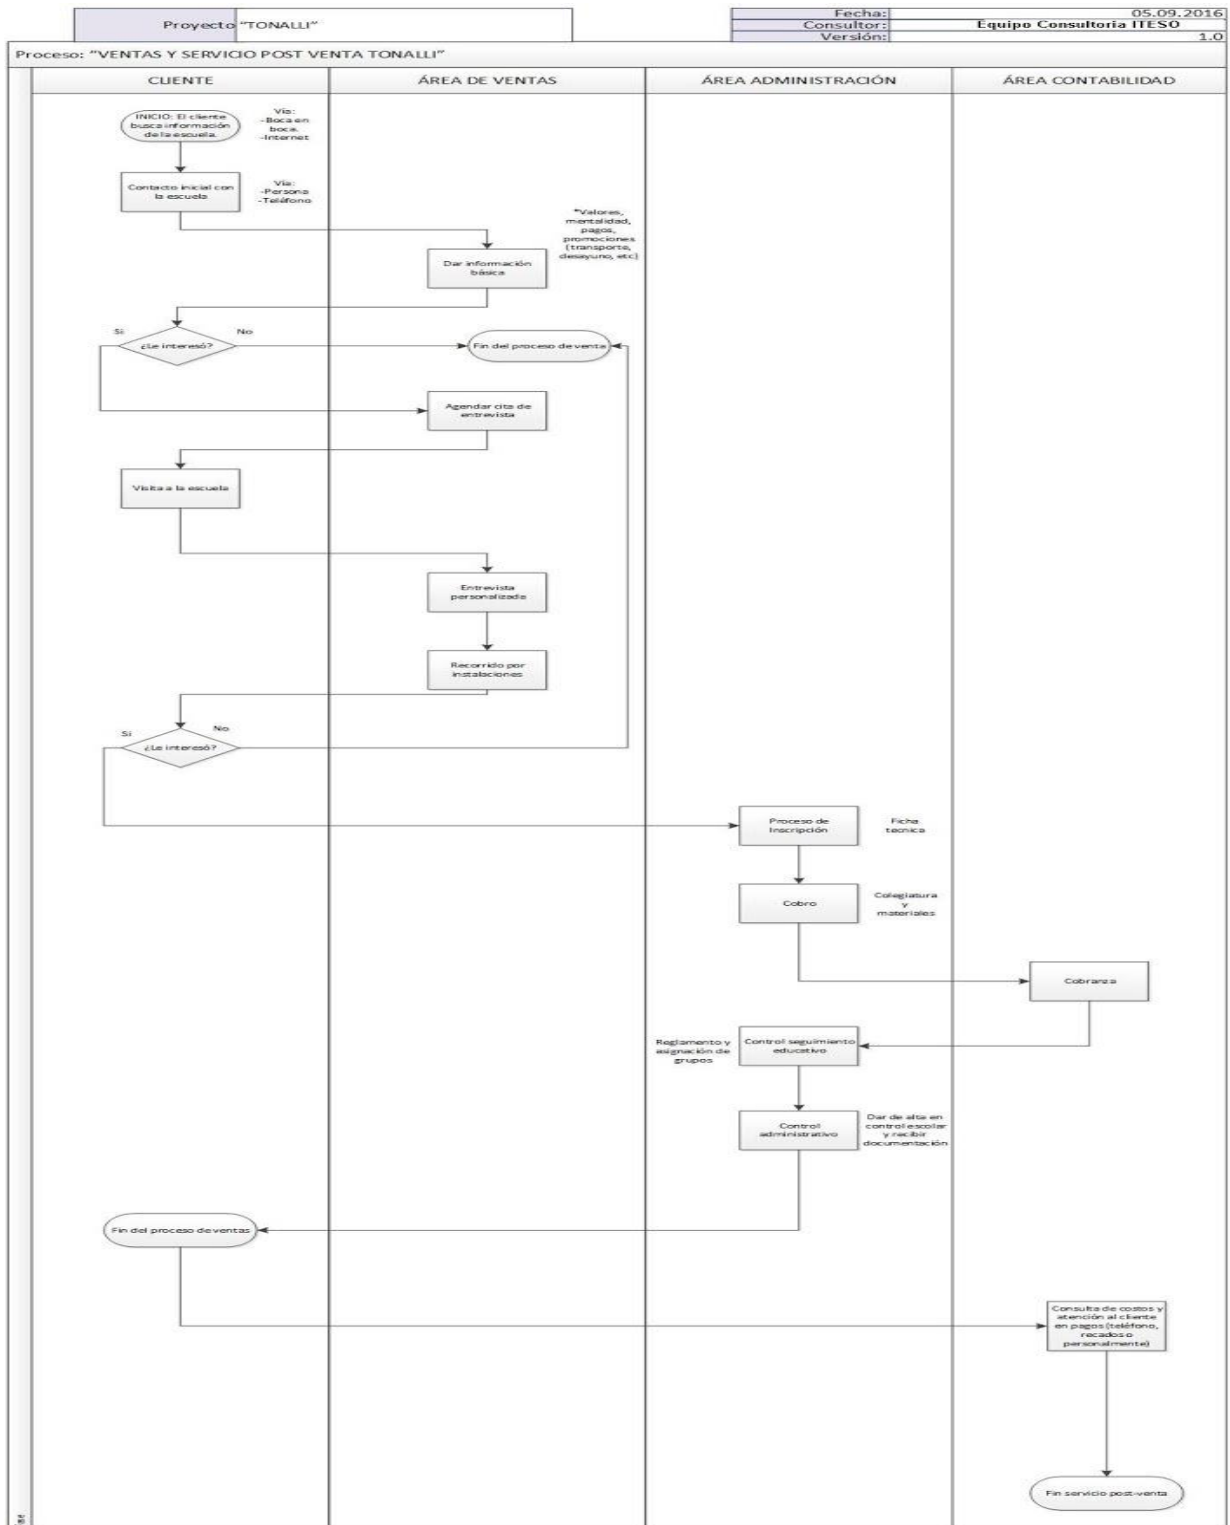 Proyecto "TONALLI"
Fecha: 05.09.2016
Consultor: Equipo Consultoria ITESO
Versión: 1.0
Proceso: "VENTAS Y SERVICIO POST VENTA TONALLI"
CLIENTE
ÁREA DE VENTAS
ÁREA ADMINISTRACIÓN
ÁREA CONTABILIDAD
INICIO: El cliente
busca información
de la escuela.
Vía:
-Boca en
boca.
-Internet
Contacto inicial con
la escuela
Vía:
-Persona
-Teléfono
*Valores,
mentalidad,
pagos,
promociones
(transporte,
desayuno, etc)
Dar información
básica
Si
¿Le interesó?
No
Fin del proceso de venta
Agendar cita de
entrevista
Visita a la escuela
Entrevista
personalizada
Recorrido por
instalaciones
Si
¿Le interesó?
No
Proceso de
Inscripción
Ficha
tecnica
Cobro
Colegiatura
y
materiales
Cobranza
Reglamento y
asignación de
grupos
Control seguimiento
educativo
Control
administrativo
Dar de alta en
control escolar
y recibir
documentación
Fin del proceso de ventas
Consulta de costos y
atención al cliente
en pagos (teléfono,
recados o
personalmente)
Fin servicio post-venta